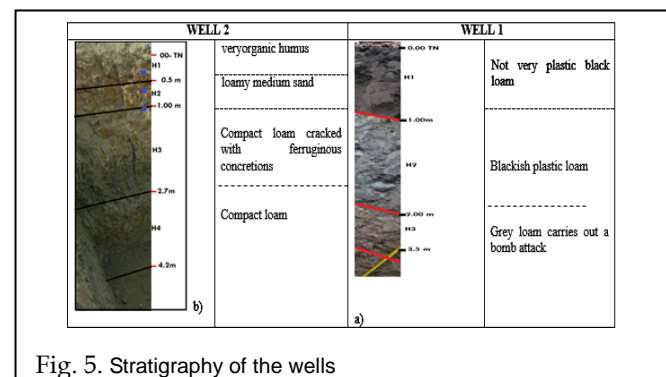 WELL 2
WELL 1
00- TN
H1
0.5 m
H2
1.00 m
H3
2.7m
H4
4.2m
b)
veryorganic humus
loamy medium sand
Compact loam cracked
with ferruginous
concretions
Compact loam
0.00 TN
H1
1.00m
H2
2.00 m
H3
3.5 m
a)
Not very plastic black
loam
Blackish plastic loam
Grey loam carries out a
bomb attack
Fig. 5. Stratigraphy of the wells